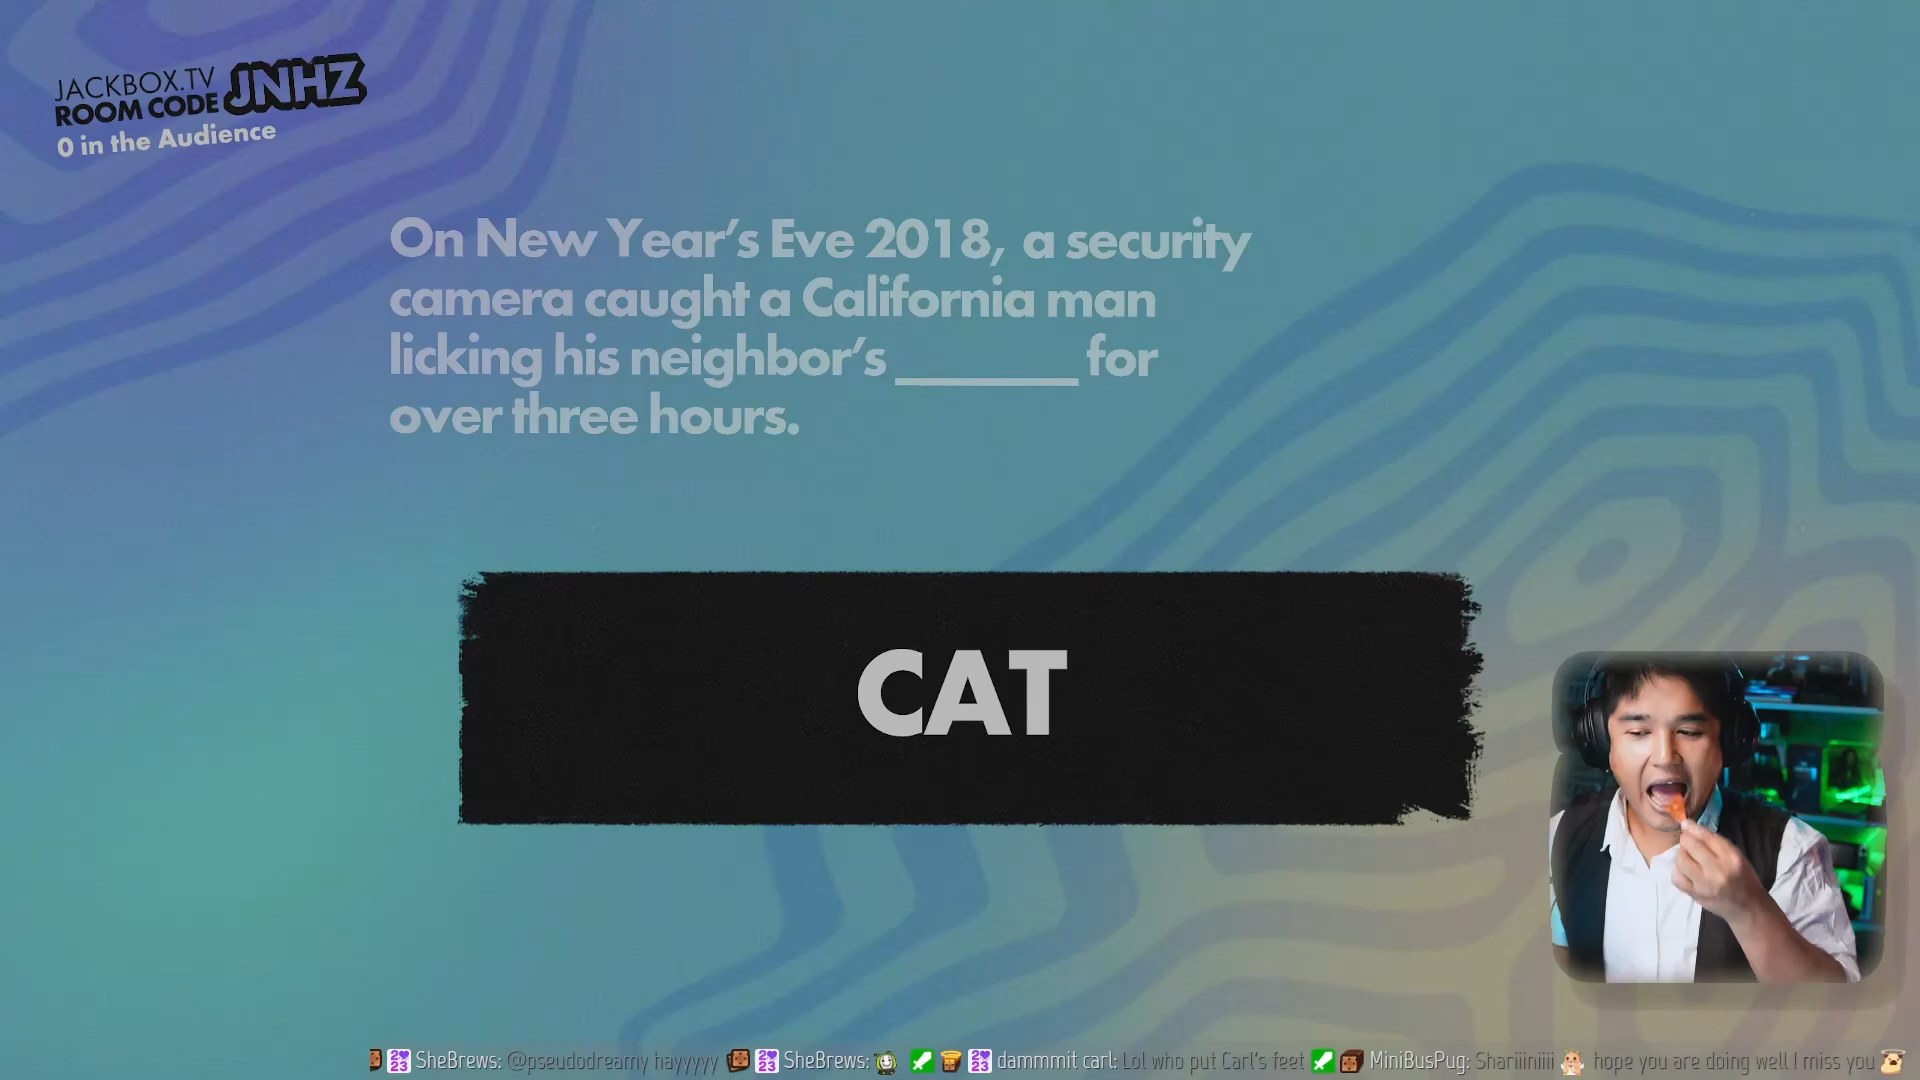 JACKBOX.TV
ROOM CODE JNHZ
0 in the Audience
On New Year's Eve 2018, a security
camera caught a California man
licking his neighbor's ______ for
over three hours.
CAT
SheBrews: @pseudodreamy hayyyyy SheBrews: dammmit carl: Lol who put Carl's feet MiniBusPug: Shariiiniiii hope you are doing well I miss you